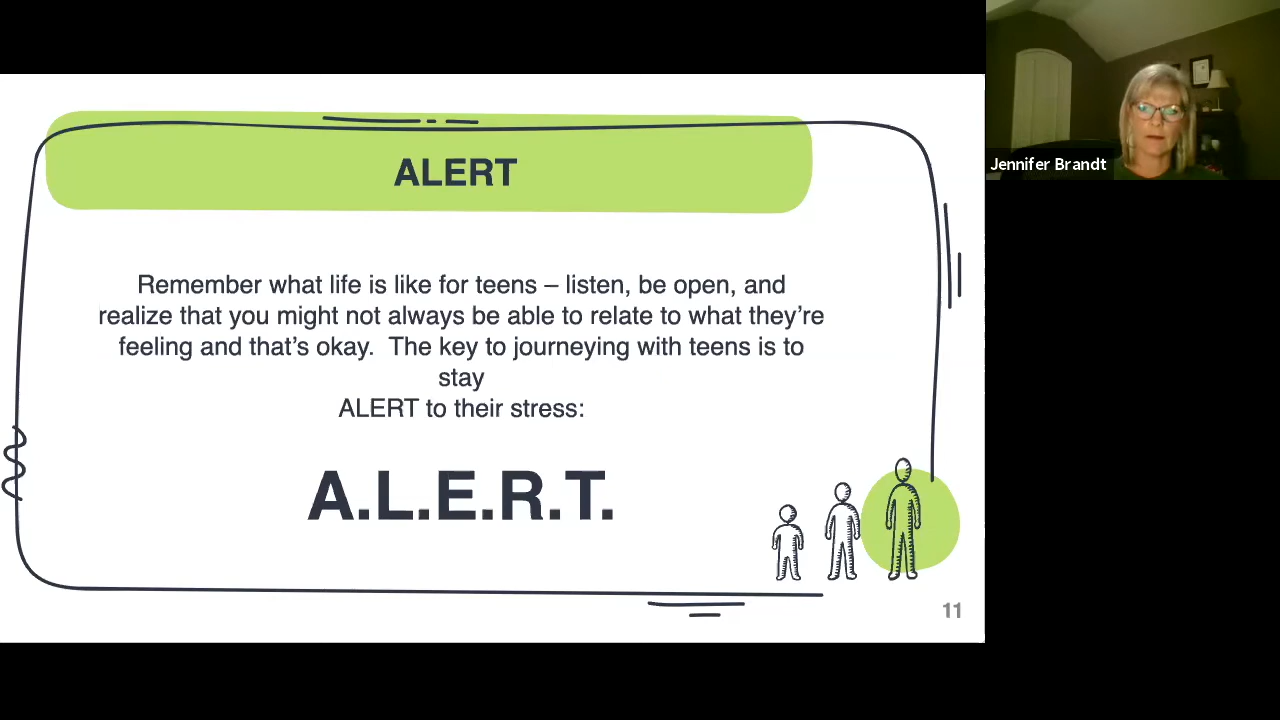 ALERT
Remember what life is like for teens – listen, be open, and
realize that you might not always be able to relate to what they’re
feeling and that’s okay.  The key to journeying with teens is to
stay
ALERT to their stress:
A.L.E.R.T.
11
Jennifer Brandt